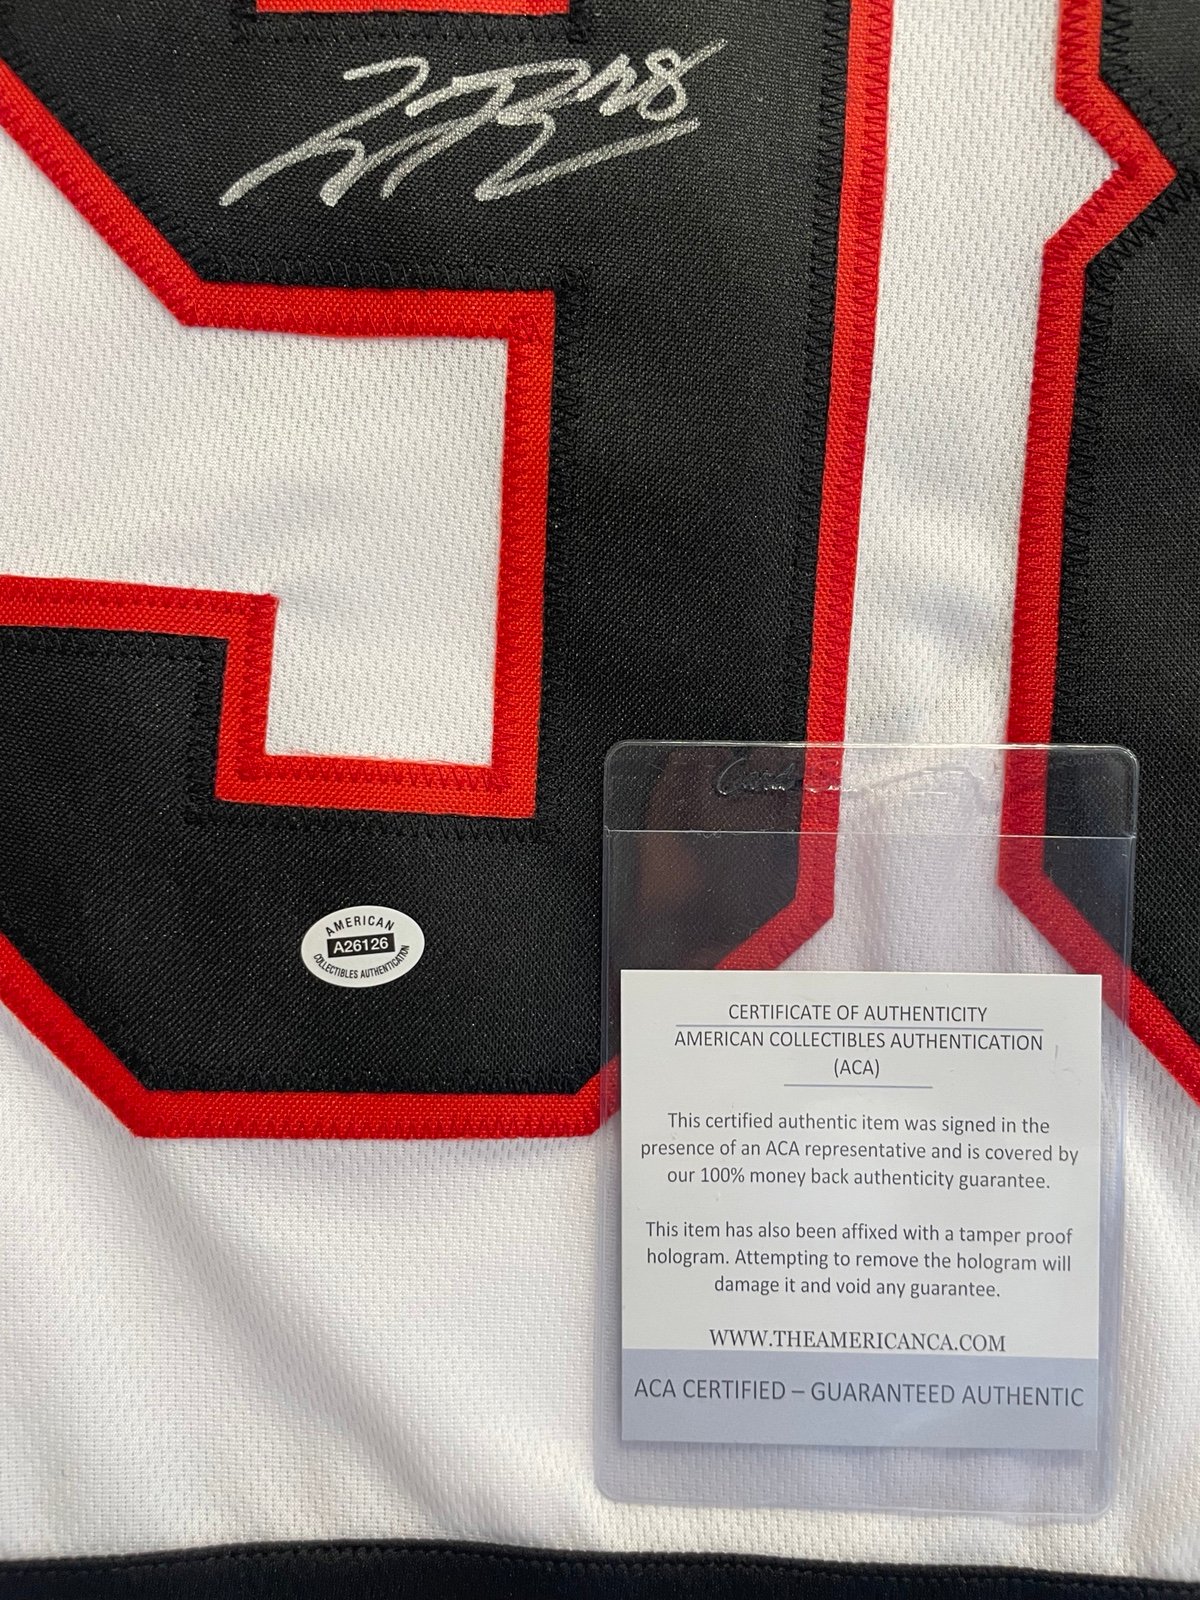 98
AMERICAN
A26126
COLLECTIBLES AUTHENTICATION
CERTIFICATE OF AUTHENTICITY
AMERICAN COLLECTIBLES AUTHENTICATION
(ACA)
This certified authentic item was signed in the
presence of an ACA representative and is covered by
our 100% money back authenticity guarantee.
This item has also been affixed with a tamper proof
hologram. Attempting to remove the hologram will
damage it and void any guarantee.
WWW.THEAMERICANCA.COM
ACA CERTIFIED – GUARANTEED AUTHENTIC